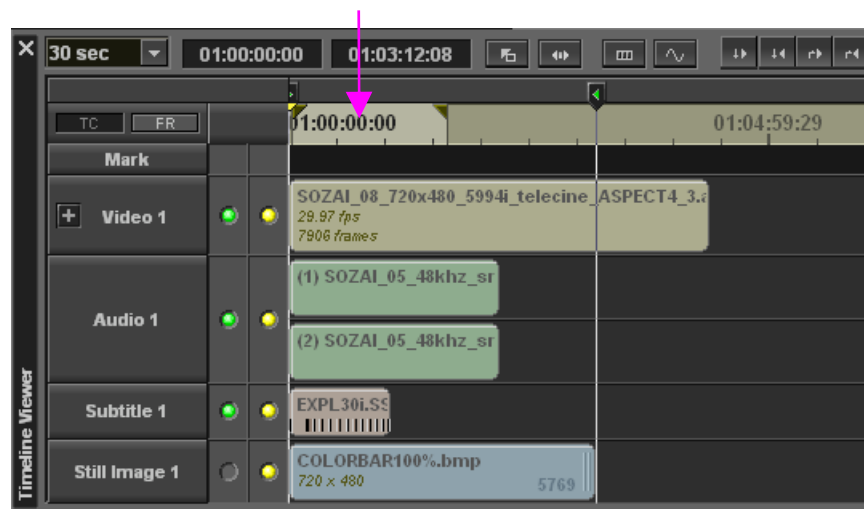 30 sec 01:00:00:00 01:03:12:08
TC FR 01:00:00:00 01:04:59:29
Mark
Video 1
SOZAI_08_720x480_5994i_telecine_ASPECT4_3.a
29.97 fps
7906 frames
Audio 1
(1) SOZAI_05_48khz_sr
(2) SOZAI_05_48khz_sr
Subtitle 1
EXPL30i.SS
Still Image 1
COLORBAR100%.bmp
720 x 480 5769
Timeline Viewer